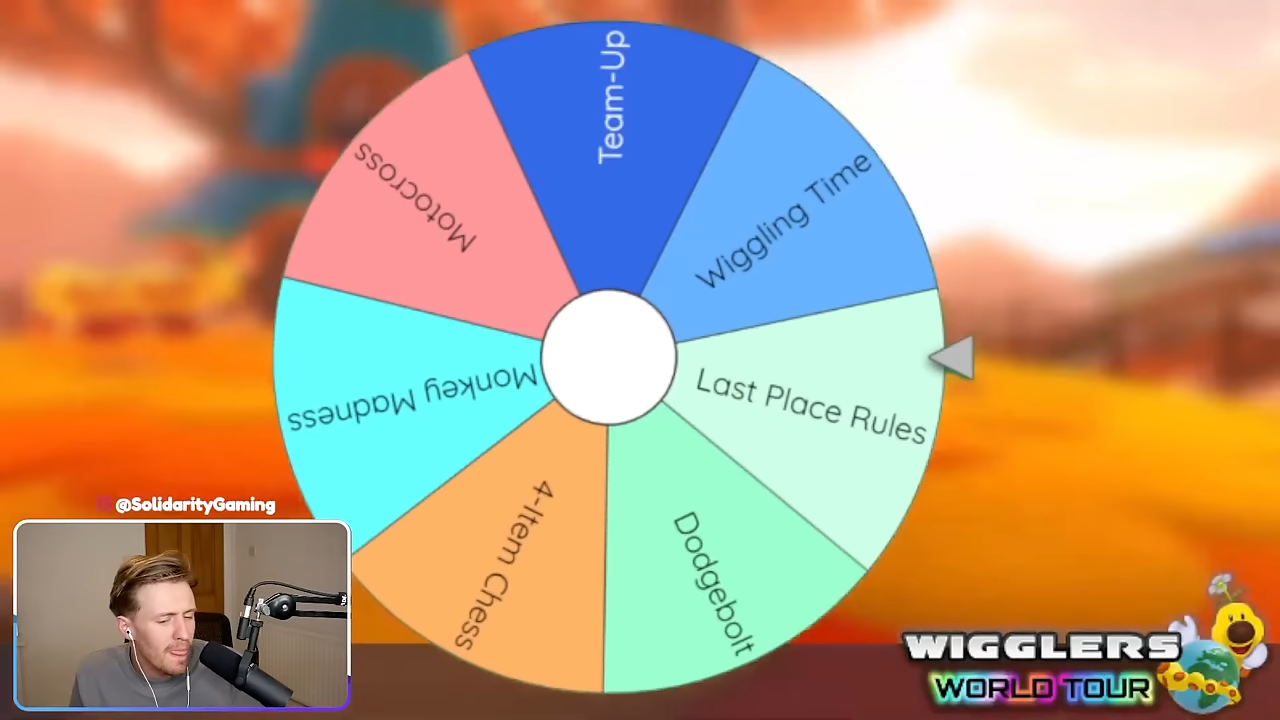 Team-Up
Wiggling Time
Motocross
Last Place Rules
Monkey Madness
4-Item Chess
Dodgebolt
@SolidarityGaming
WIGGLERS
WORLD TOUR